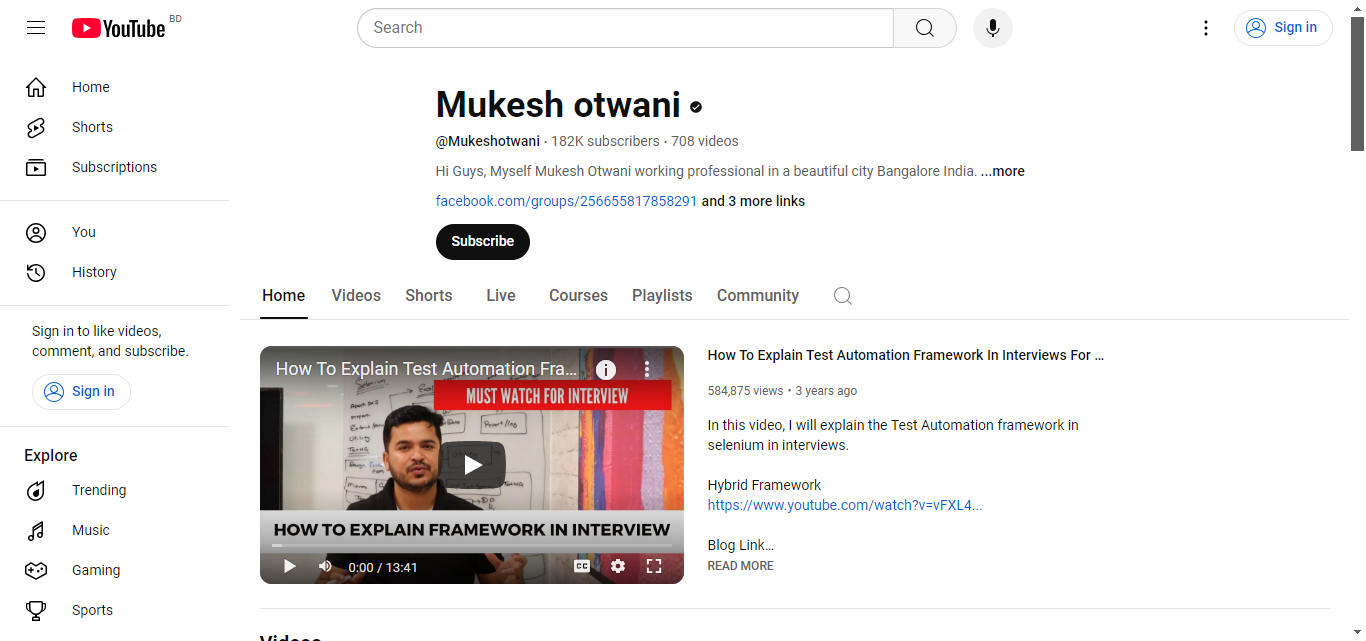 YouTube BD
Search
Sign in
Home
Shorts
Subscriptions
You
History
Sign in to like videos,
comment, and subscribe.
Sign in
Explore
Trending
Music
Gaming
Sports
Mukesh otwani
@Mukeshotwani · 182K subscribers · 708 videos
Hi Guys, Myself Mukesh Otwani working professional in a beautiful city Bangalore India. ...more
facebook.com/groups/256655817858291 and 3 more links
Subscribe
Home Videos Shorts Live Courses Playlists Community
How To Explain Test Automation Fra...
MUST WATCH FOR INTERVIEW
HOW TO EXPLAIN FRAMEWORK IN INTERVIEW
0:00 / 13:41
CC
How To Explain Test Automation Framework In Interviews For ...
584,875 views • 3 years ago
In this video, I will explain the Test Automation framework in
selenium in interviews.
Hybrid Framework
https://www.youtube.com/watch?v=vFXL4...
Blog Link...
READ MORE
Videos